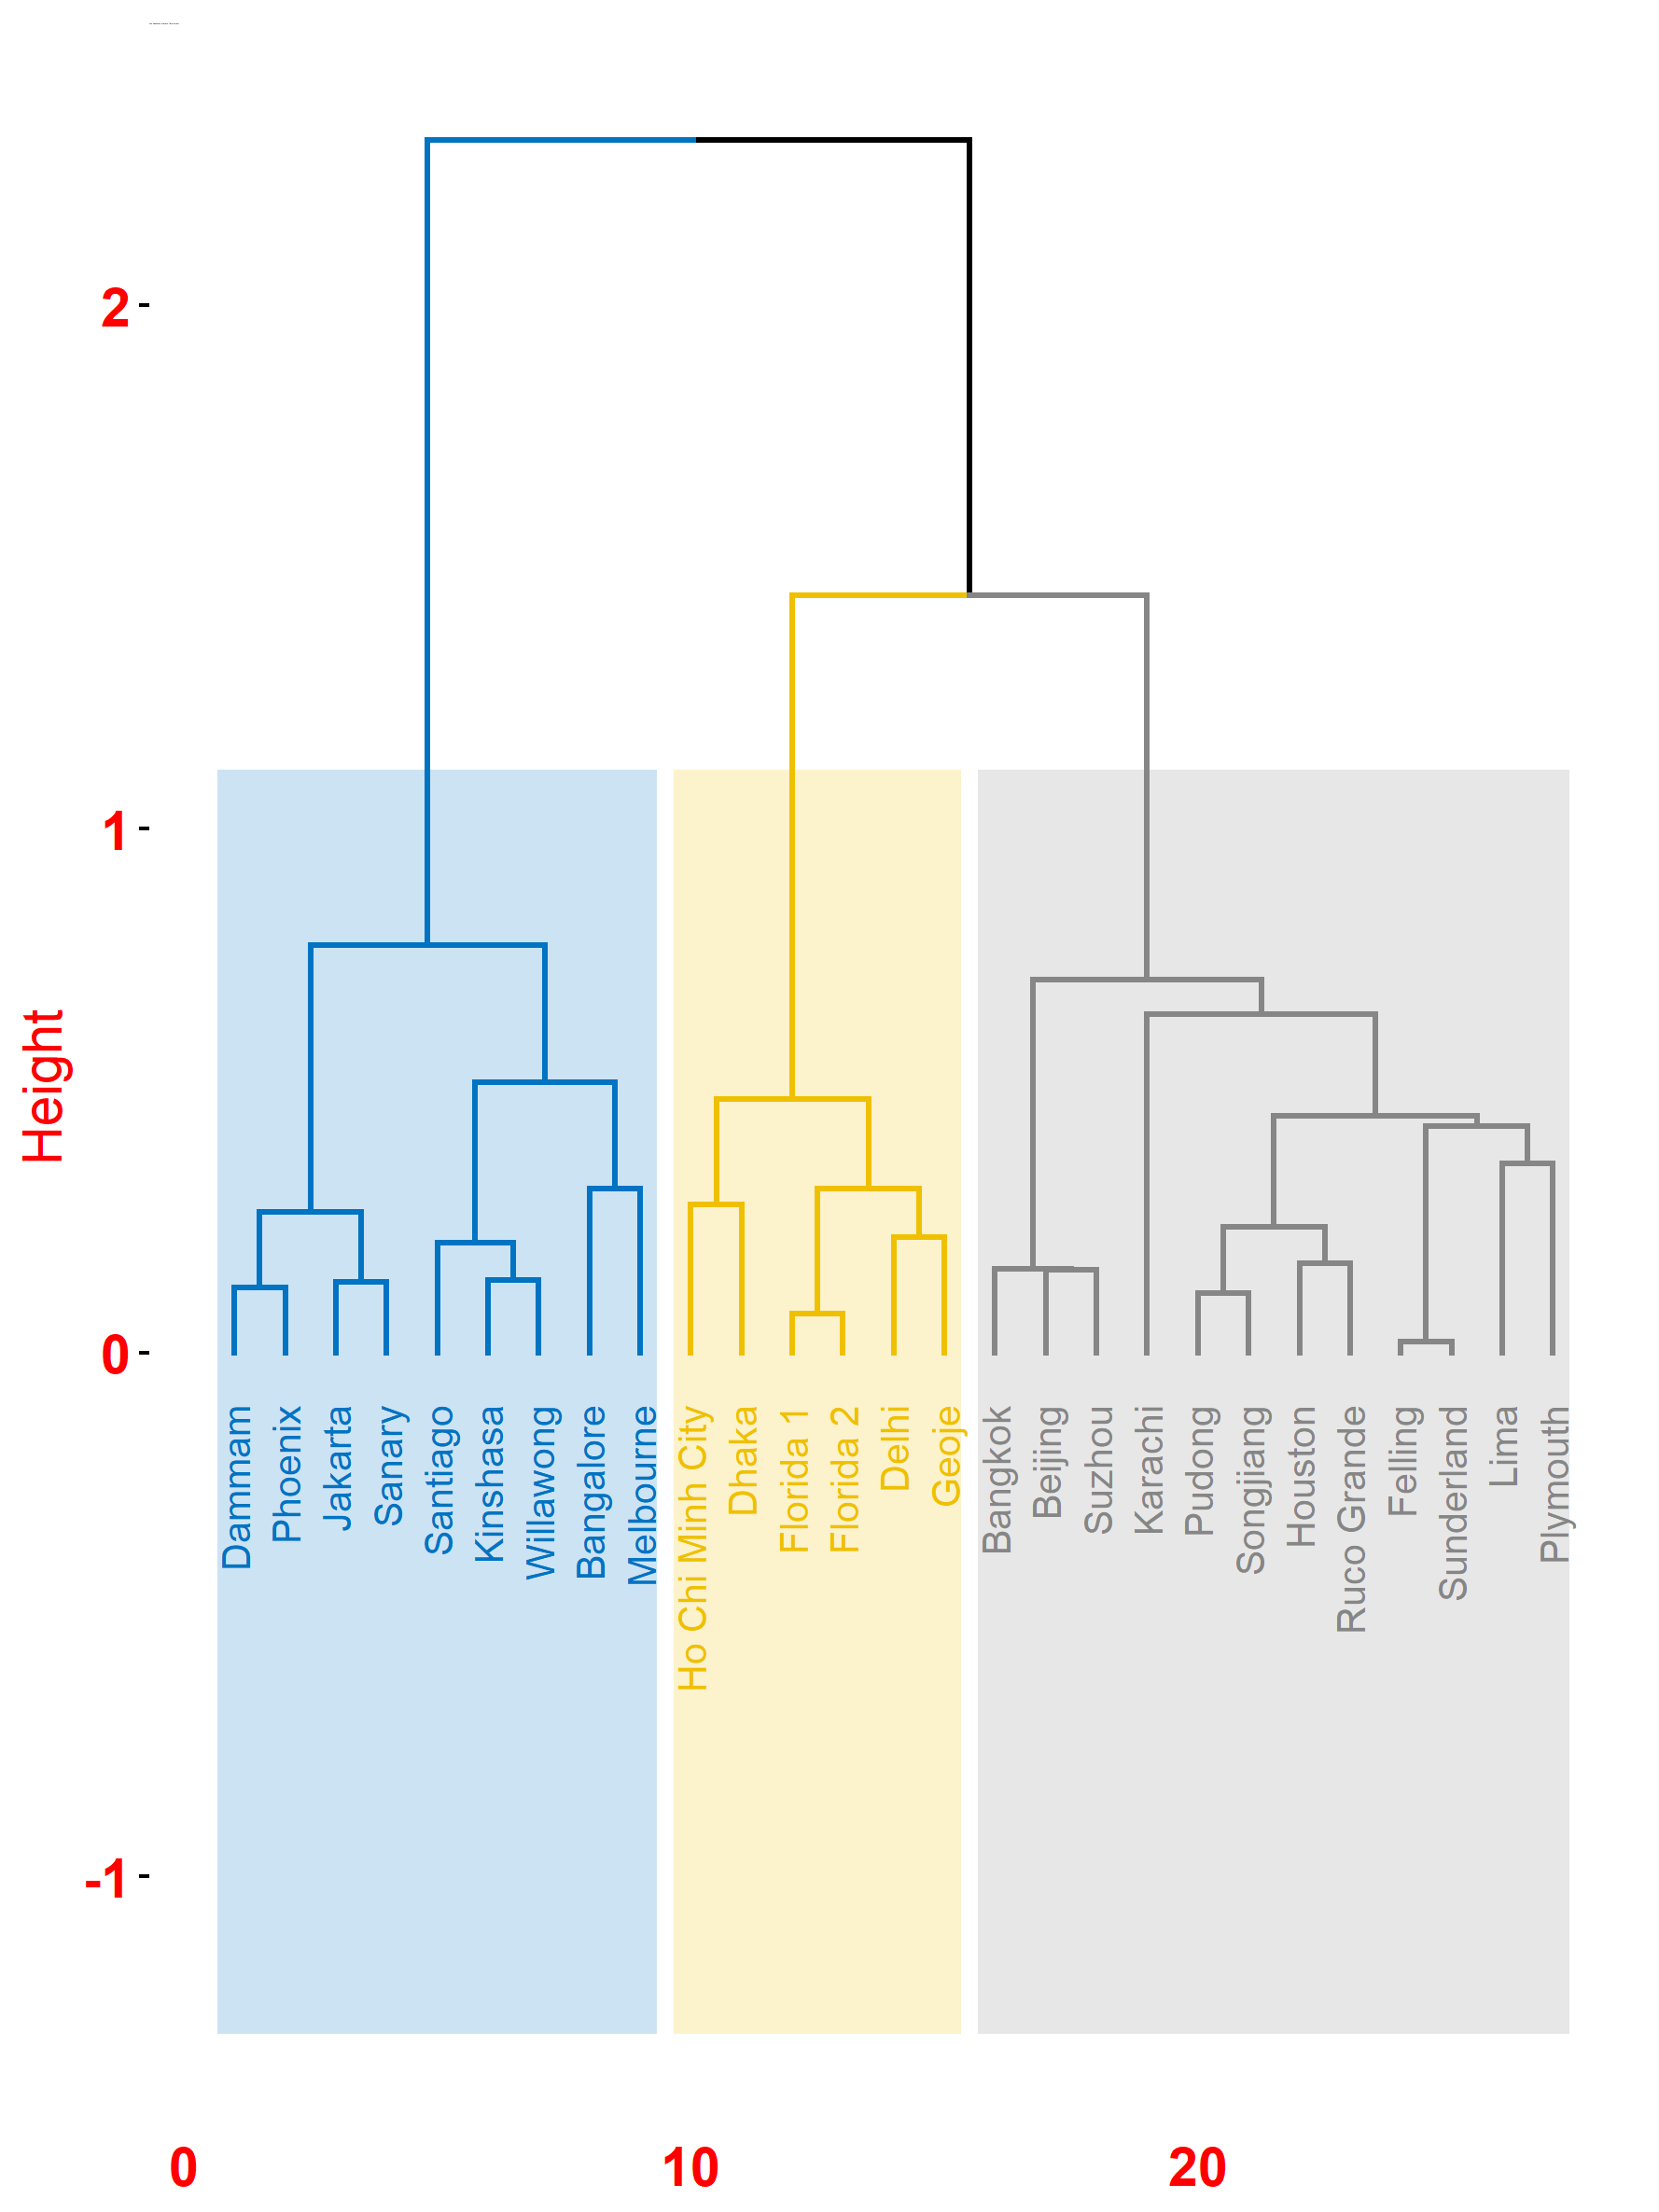 2
1
0
-1
Height
Dammam
Phoenix
Jakarta
Sanary
Santiago
Kinshasa
Willawong
Bangalore
Melbourne
Ho Chi Minh City
Dhaka
Florida 1
Florida 2
Delhi
Geoje
Bangkok
Beijing
Suzhou
Karachi
Pudong
Songjiang
Houston
Ruco Grande
Felling
Sunderland
Lima
Plymouth
0
10
20